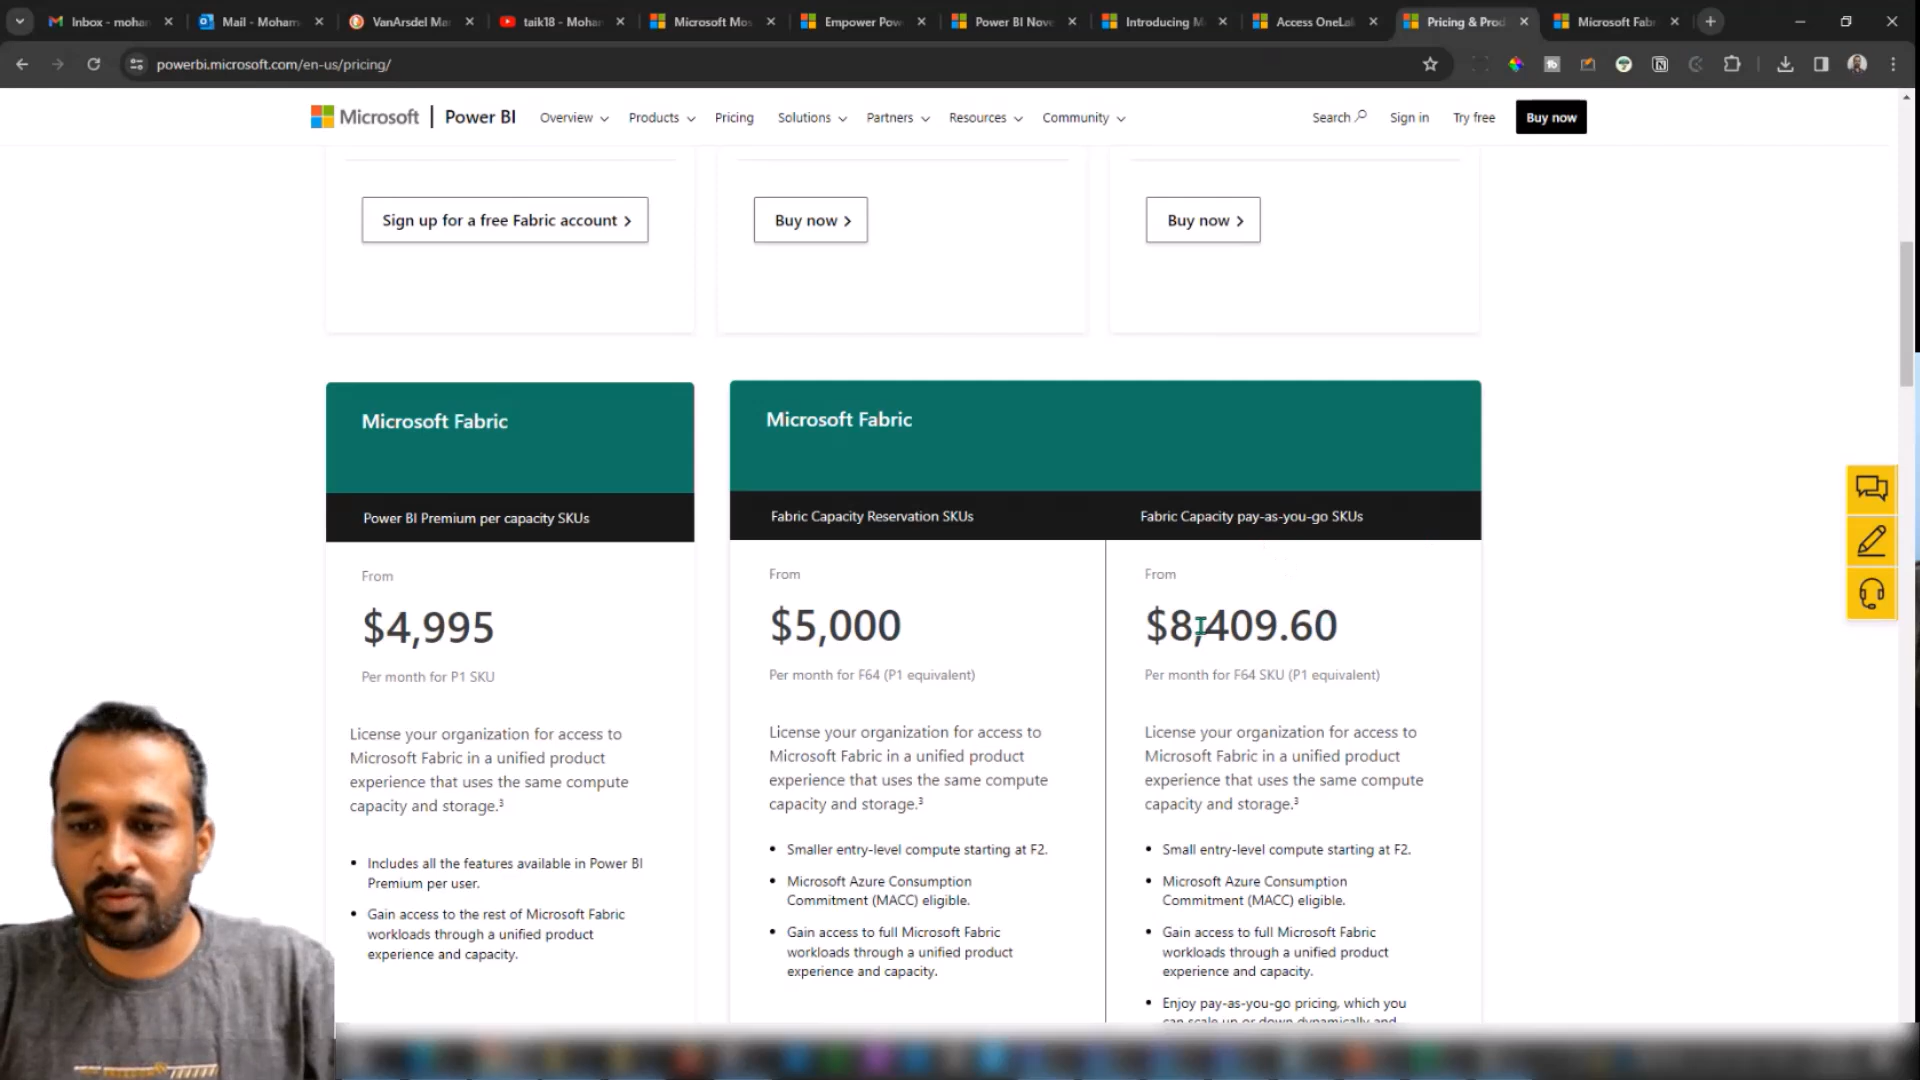 Inbox - mohar
Mail - Moham
VanArsdel Mar
taik18 - Moha
Microsoft Mos
Empower Pow
Power BI Nove
Introducing M
Access OneLa
Pricing & Prod
Microsoft Fabr
powerbi.microsoft.com/en-us/pricing/
Microsoft | Power BI
Overview
Products
Pricing
Solutions
Partners
Resources
Community
Search
Sign in
Try free
Buy now
Sign up for a free Fabric account
Buy now
Buy now
Microsoft Fabric
Power BI Premium per capacity SKUs
From
$4,995
Per month for P1 SKU
License your organization for access to
Microsoft Fabric in a unified product
experience that uses the same compute
capacity and storage.³
• Includes all the features available in Power BI
Premium per user.
• Gain access to the rest of Microsoft Fabric
workloads through a unified product
experience and capacity.
Microsoft Fabric
Fabric Capacity Reservation SKUs
From
$5,000
Per month for F64 (P1 equivalent)
License your organization for access to
Microsoft Fabric in a unified product
experience that uses the same compute
capacity and storage.³
• Smaller entry-level compute starting at F2.
• Microsoft Azure Consumption
Commitment (MACC) eligible.
• Gain access to full Microsoft Fabric
workloads through a unified product
experience and capacity.
Fabric Capacity pay-as-you-go SKUs
From
$8,409.60
Per month for F64 SKU (P1 equivalent)
License your organization for access to
Microsoft Fabric in a unified product
experience that uses the same compute
capacity and storage.³
• Small entry-level compute starting at F2.
• Microsoft Azure Consumption
Commitment (MACC) eligible.
• Gain access to full Microsoft Fabric
workloads through a unified product
experience and capacity.
• Enjoy pay-as-you-go pricing, which you
can scale up or down dynamically and